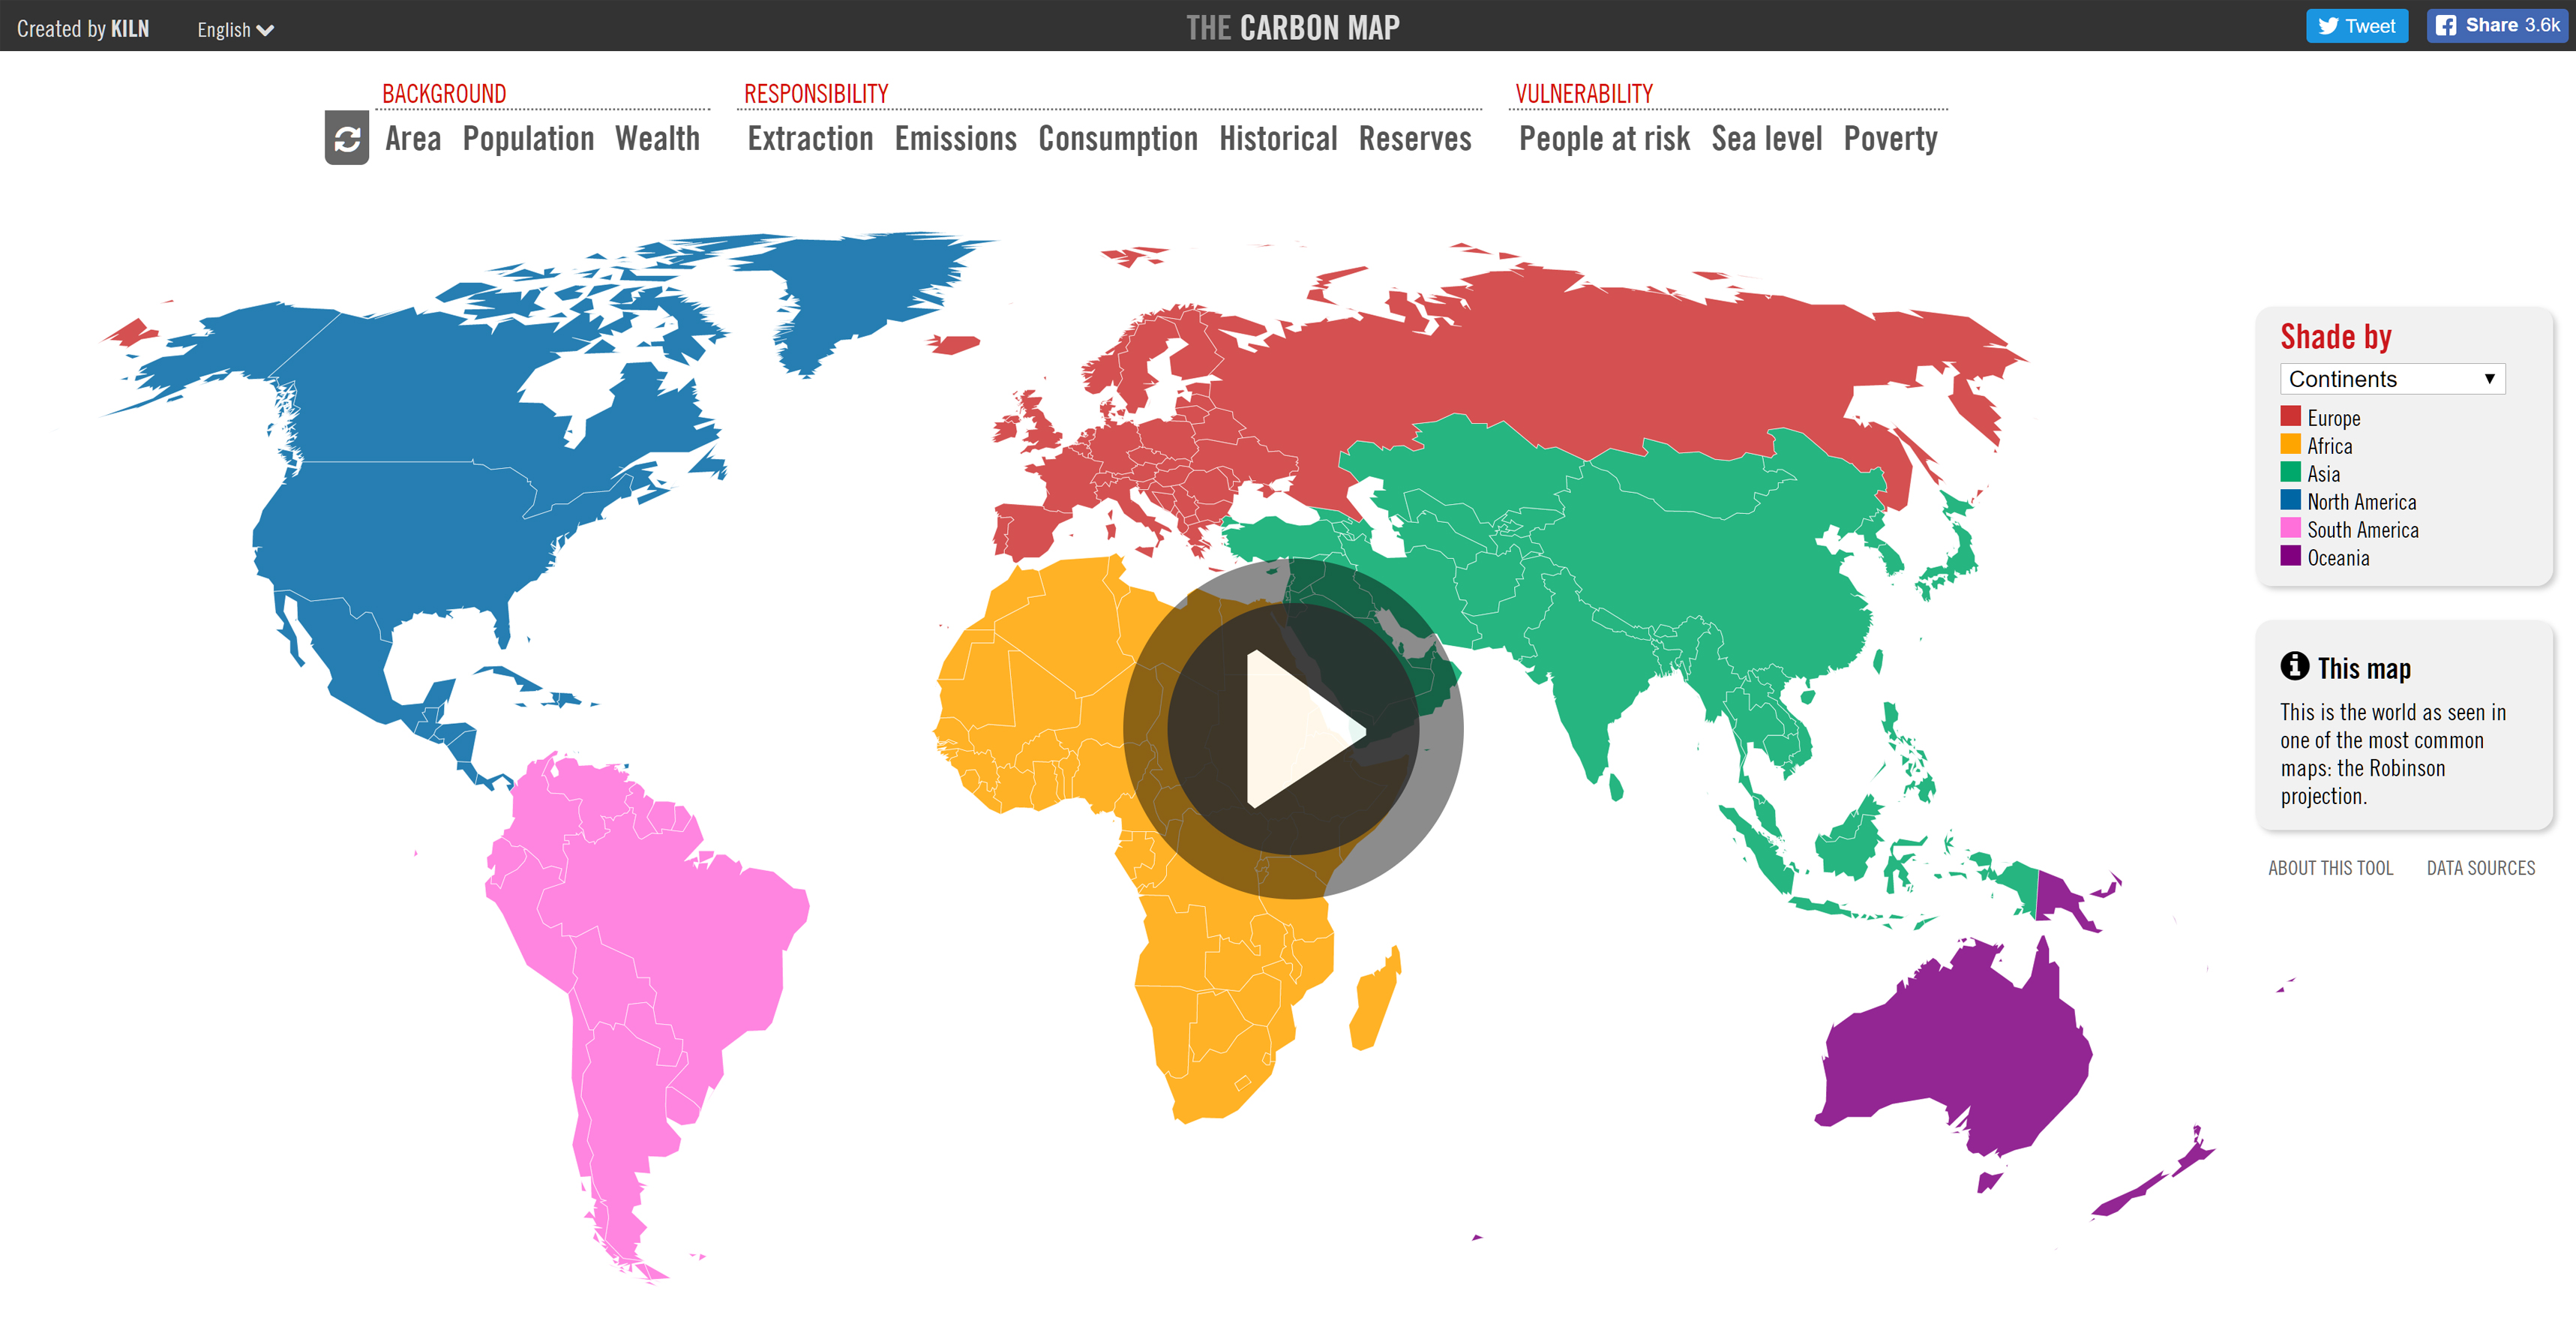 Created by KILN English THE CARBON MAP Tweet Share 3.6k
BACKGROUND RESPONSIBILITY VULNERABILITY
Area Population Wealth Extraction Emissions Consumption Historical Reserves People at risk Sea level Poverty
Shade by
Continents
Europe
Africa
Asia
North America
South America
Oceania
This map
This is the world as seen in
one of the most common
maps: the Robinson
projection.
ABOUT THIS TOOL DATA SOURCES